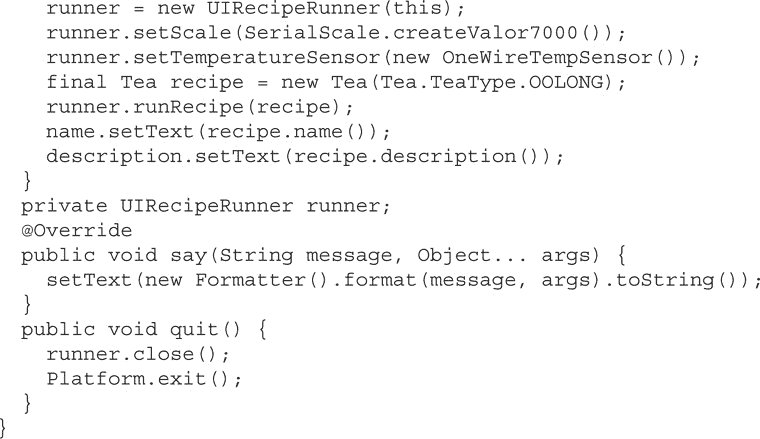 runner = new UIRecipeRunner(this);
runner.setScale(SerialScale.createValor7000());
runner.setTemperatureSensor(new OneWireTempSensor());
final Tea recipe = new Tea(Tea.TeaType.OOLONG);
runner.runRecipe(recipe);
name.setText(recipe.name());
description.setText(recipe.description());
}
private UIRecipeRunner runner;
@Override
public void say(String message, Object... args) {
setText(new Formatter().format(message, args).toString());
}
public void quit() {
runner.close();
Platform.exit();
}
}